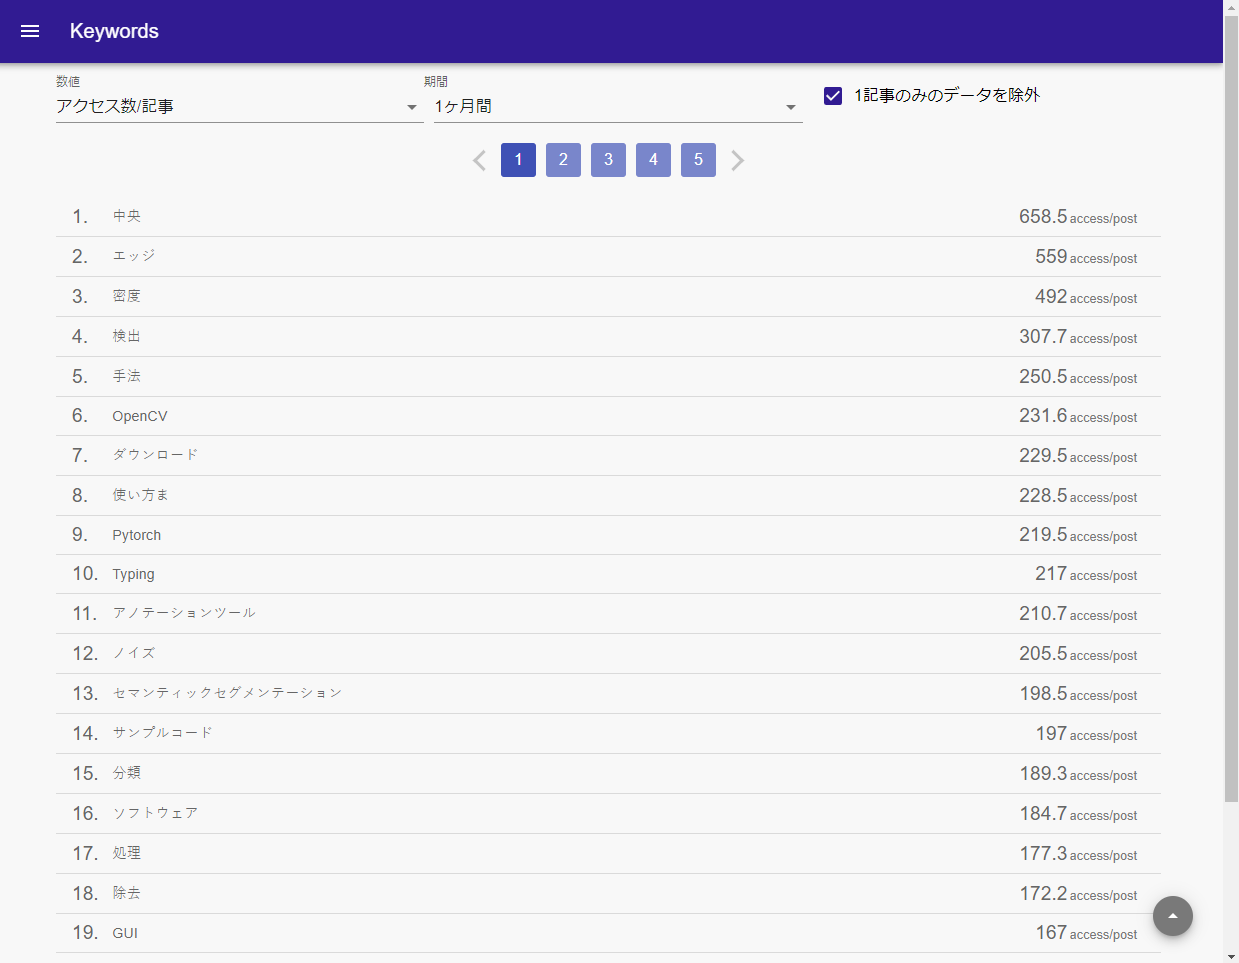 Keywords
数値
期間
アクセス数/記事
1ヶ月間
1記事のみのデータを除外
1 2 3 4 5
1. 中央 658.5 access/post
2. エッジ 559 access/post
3. 密度 492 access/post
4. 検出 307.7 access/post
5. 手法 250.5 access/post
6. OpenCV 231.6 access/post
7. ダウンロード 229.5 access/post
8. 使い方ま 228.5 access/post
9. Pytorch 219.5 access/post
10. Typing 217 access/post
11. アノテーションツール 210.7 access/post
12. ノイズ 205.5 access/post
13. セマンティックセグメンテーション 198.5 access/post
14. サンプルコード 197 access/post
15. 分類 189.3 access/post
16. ソフトウェア 184.7 access/post
17. 処理 177.3 access/post
18. 除去 172.2 access/post
19. GUI 167 access/post